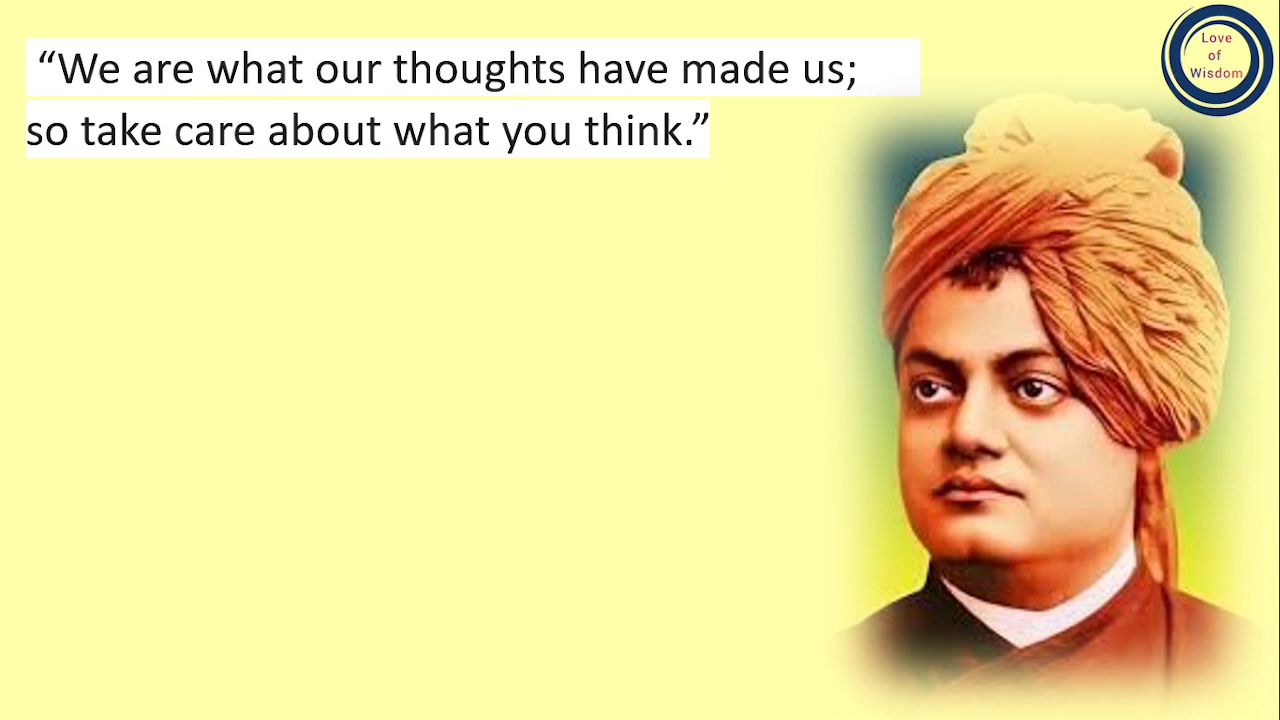 “We are what our thoughts have made us;
so take care about what you think.”
Love
of
Wisdom